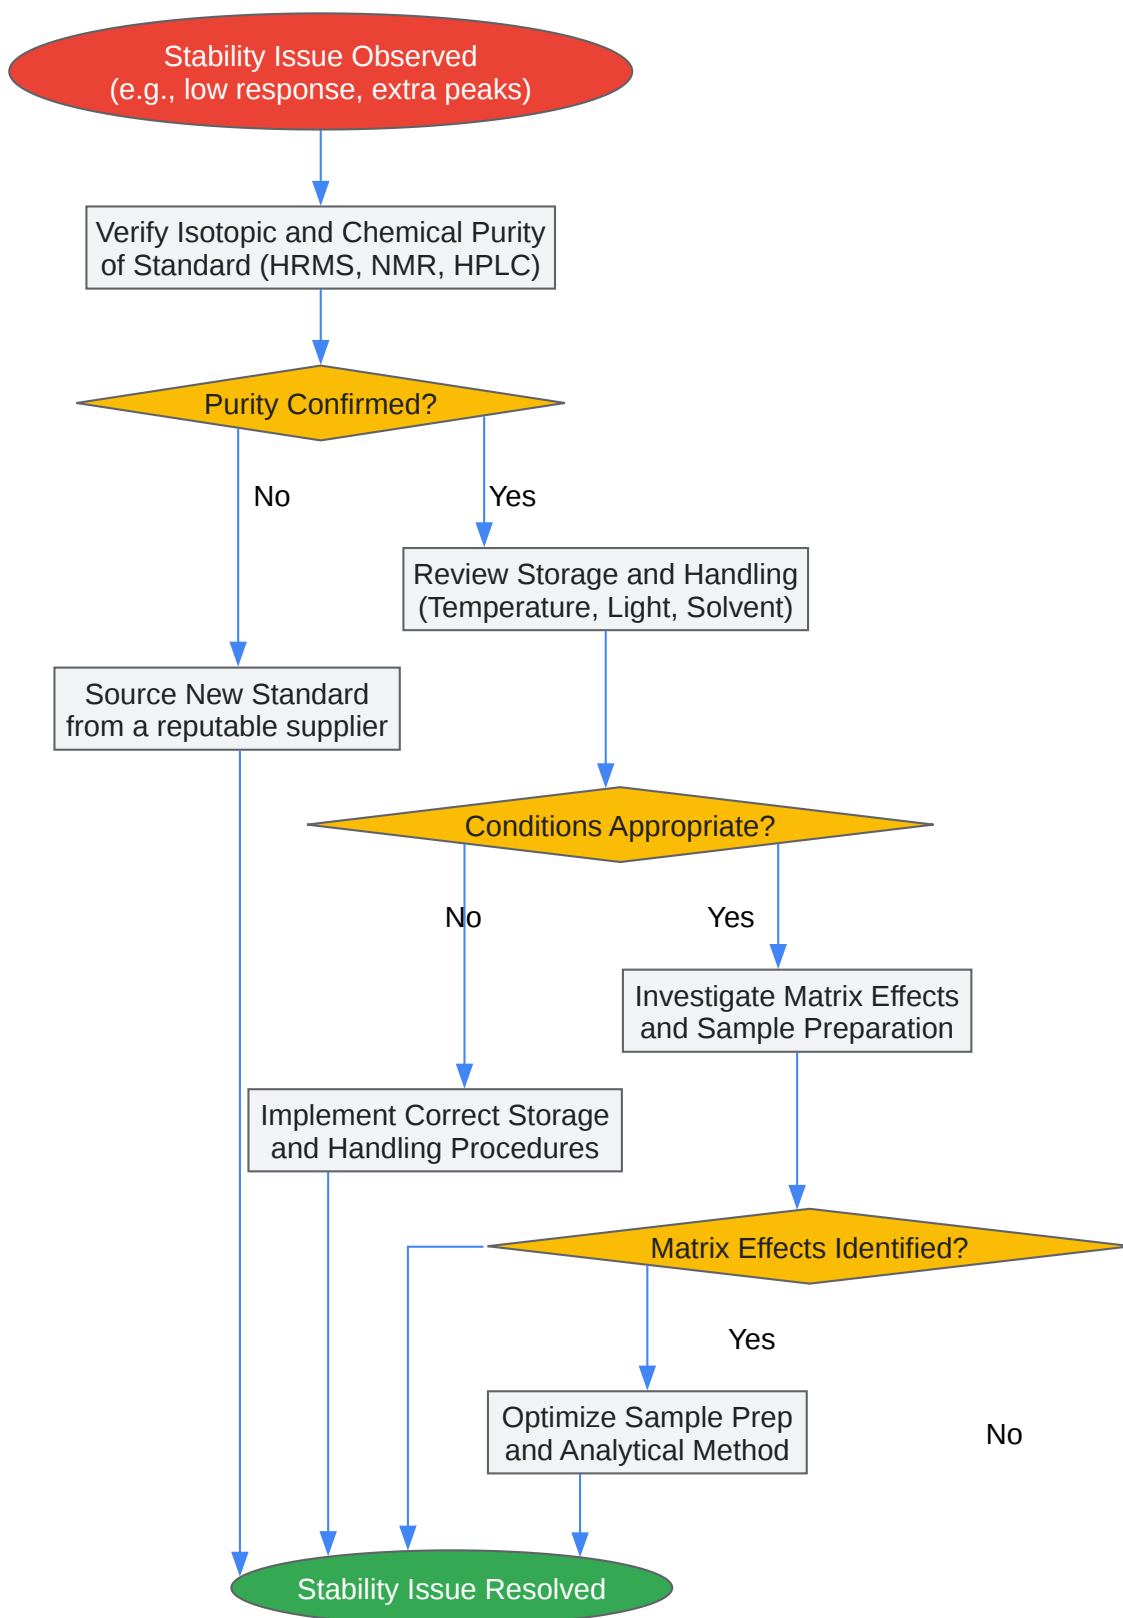 Stability Issue Observed
(e.g., low response, extra peaks)
Verify Isotopic and Chemical Purity
of Standard (HRMS, NMR, HPLC)
Purity Confirmed?
No
Yes
Review Storage and Handling
(Temperature, Light, Solvent)
Source New Standard
from a reputable supplier
Conditions Appropriate?
No
Yes
Investigate Matrix Effects
and Sample Preparation
Implement Correct Storage
and Handling Procedures
Matrix Effects Identified?
Yes
Optimize Sample Prep
and Analytical Method
No
Stability Issue Resolved